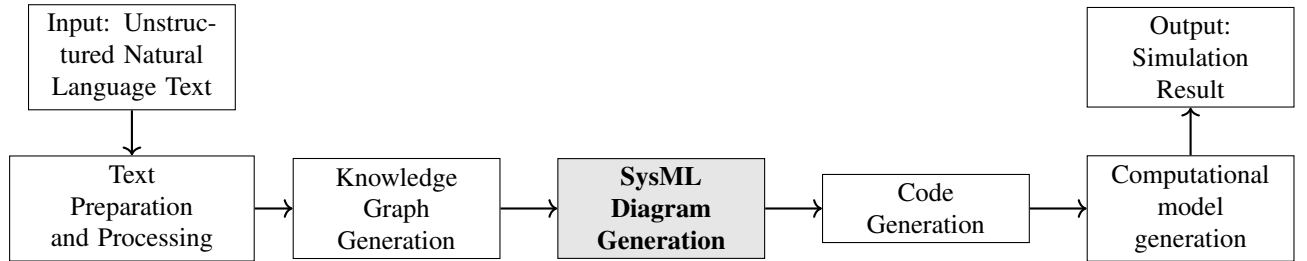 Input: Unstruc-
tured Natural
Language Text
Text
Preparation
and Processing
Knowledge
Graph
Generation
SysML
Diagram
Generation
Code
Generation
Computational
model
generation
Output:
Simulation
Result